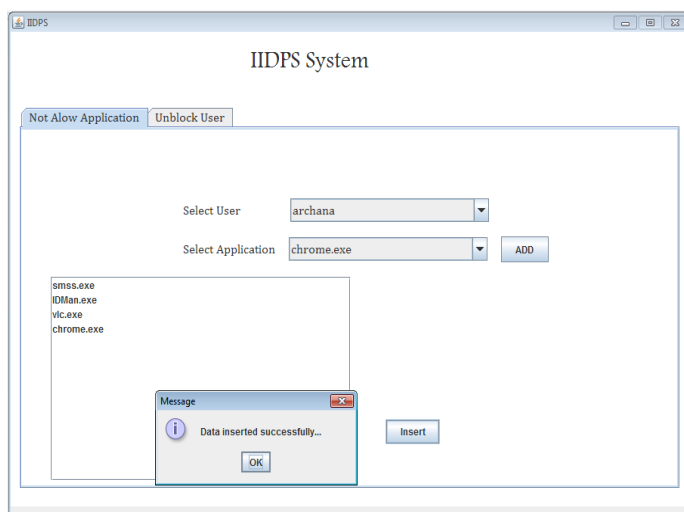 IIDPS
IIDPS System
Not Alow Application
Unblock User
Select User
archana
Select Application
chrome.exe
ADD
smss.exe
IDMan.exe
vlc.exe
chrome.exe
Message
Data inserted successfully...
OK
Insert